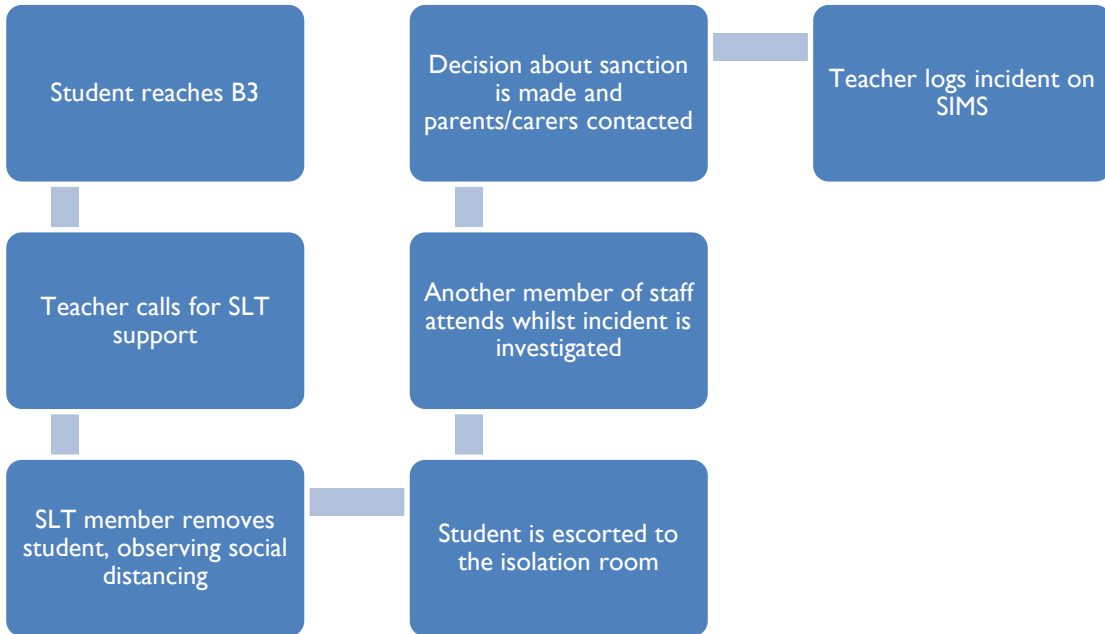 Student reaches B3
Teacher calls for SLT
support
SLT member removes
student, observing social
distancing
Student is escorted to
the isolation room
Another member of staff
attends whilst incident is
investigated
Decision about sanction
is made and
parents/carers contacted
Teacher logs incident on
SIMS